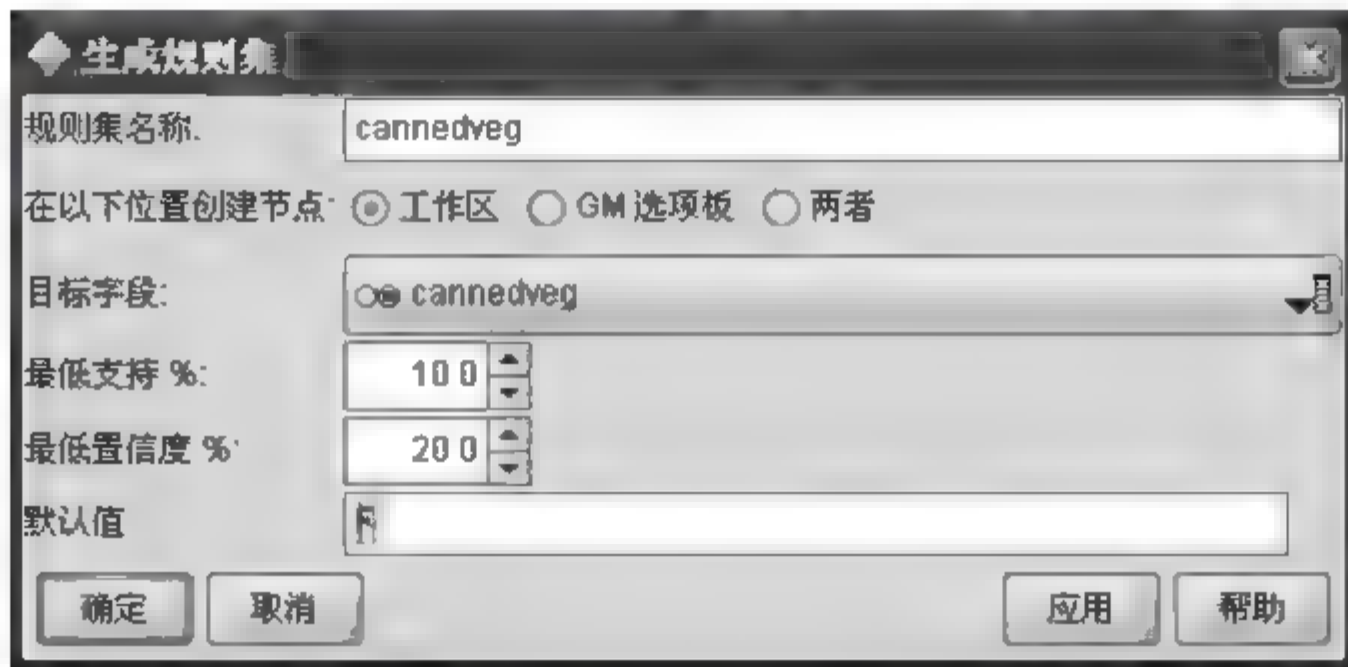 生成规则集
规则集名称:
cannedveg
在以下位置创建节点: 工作区 GM 选项板 两者
目标字段:
cannedveg
最低支持 %:
10 0
最低置信度 %:
20 0
默认值
F
确定 取消 应用 帮助